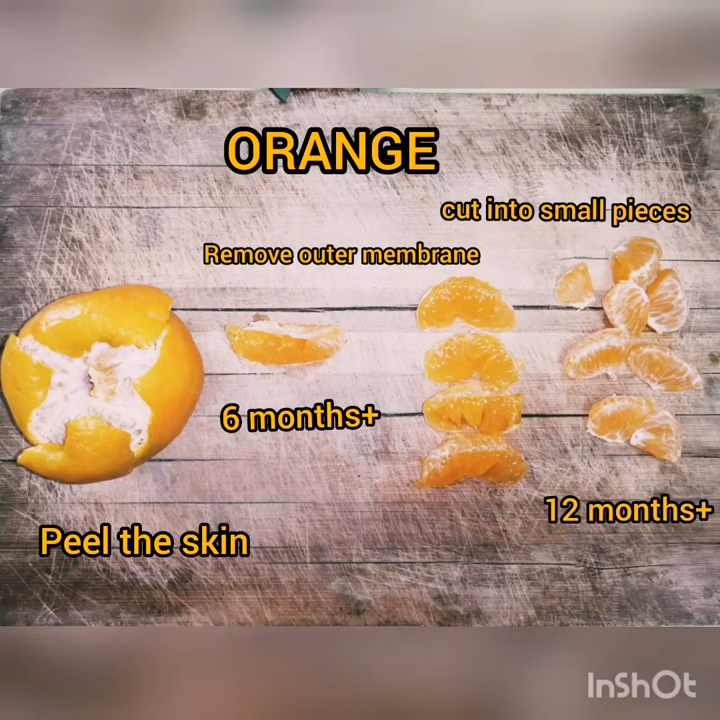 ORANGE
cut into small pieces
Remove outer membrane
6 months+
12 months+
Peel the skin
InShOt